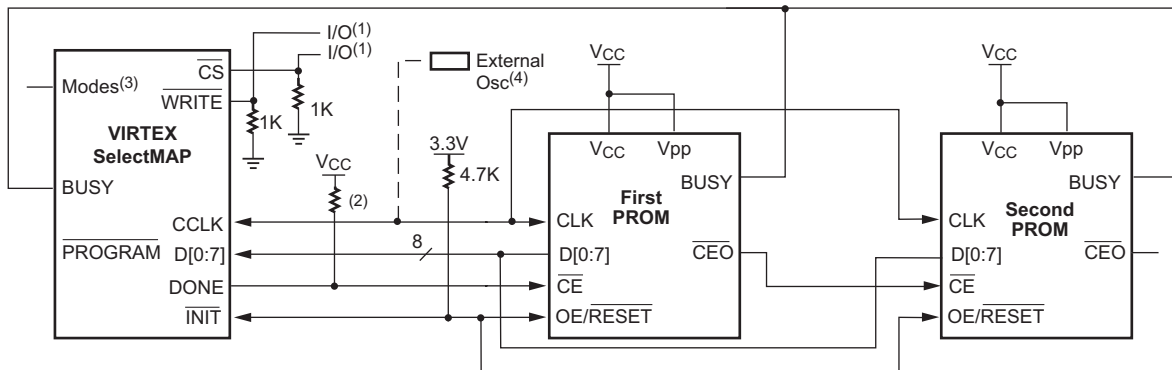 I/O(1)
I/O(1)
CS
Modes(3)
WRITE
1K
1K
VIRTEX
SelectMAP
BUSY
CCLK
PROGRAM
D[0:7]
DONE
INIT
VCC
(2)
3.3V
4.7K
External
Osc(4)
8
VCC
VCC
Vpp
BUSY
First
PROM
CLK
D[0:7]
CEO
CE
OE/RESET
VCC
VCC
Vpp
BUSY
CLK
Second
PROM
D[0:7]
CEO
CE
OE/RESET